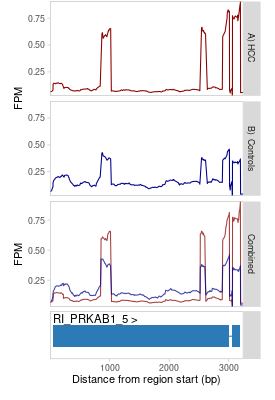 0.75
0.50
0.25
FPM
A) HCC
0.75
0.50
0.25
B) Controls
0.75
0.50
0.25
FPM
Combined
RI_PRKAB1_5 >
1000
2000
3000
Distance from region start (bp)